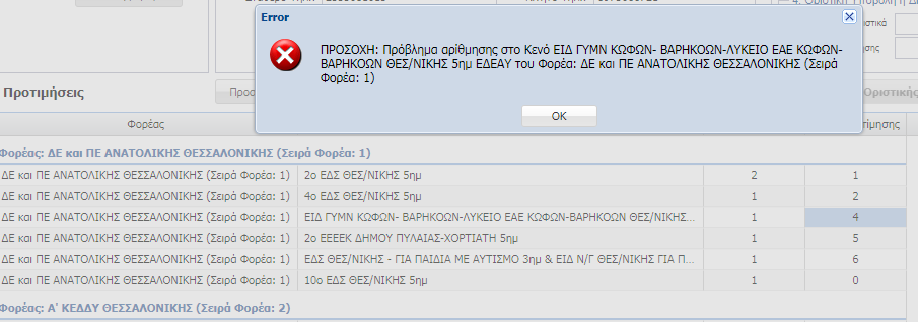 4. Οριστική Υποβολή ή Δι
Error
ΠΡΟΣΟΧΗ: Πρόβλημα αρίθμησης στο Κενό ΕΙΔ ΓΥΜΝ ΚΩΦΩΝ- ΒΑΡΗΚΟΩΝ-ΛΥΚΕΙΟ ΕΑΕ ΚΩΦΩΝ-
ΒΑΡΗΚΟΩΝ ΘΕΣ/ΝΙΚΗΣ 5ημ ΕΔΕΑΥ του Φορέα: ΔΕ και ΠΕ ΑΝΑΤΟΛΙΚΗΣ ΘΕΣΣΑΛΟΝΙΚΗΣ (Σειρά
Φορέα: 1)
OK
Προτιμήσεις Προσ Οριστικής
Φορέας τίμησης
Φορέας: ΔΕ και ΠΕ ΑΝΑΤΟΛΙΚΗΣ ΘΕΣΣΑΛΟΝΙΚΗΣ (Σειρά Φορέα: 1)
ΔΕ και ΠΕ ΑΝΑΤΟΛΙΚΗΣ ΘΕΣΣΑΛΟΝΙΚΗΣ (Σειρά Φορέα: 1) 2ο ΕΔΣ ΘΕΣ/ΝΙΚΗΣ 5ημ 2 1
ΔΕ και ΠΕ ΑΝΑΤΟΛΙΚΗΣ ΘΕΣΣΑΛΟΝΙΚΗΣ (Σειρά Φορέα: 1) 4ο ΕΔΣ ΘΕΣ/ΝΙΚΗΣ 5ημ 1 2
ΔΕ και ΠΕ ΑΝΑΤΟΛΙΚΗΣ ΘΕΣΣΑΛΟΝΙΚΗΣ (Σειρά Φορέα: 1) ΕΙΔ ΓΥΜΝ ΚΩΦΩΝ- ΒΑΡΗΚΟΩΝ-ΛΥΚΕΙΟ ΕΑΕ ΚΩΦΩΝ-ΒΑΡΗΚΟΩΝ ΘΕΣ/ΝΙΚΗΣ... 1 4
ΔΕ και ΠΕ ΑΝΑΤΟΛΙΚΗΣ ΘΕΣΣΑΛΟΝΙΚΗΣ (Σειρά Φορέα: 1) 2ο ΕΕΕΕΚ ΔΗΜΟΥ ΠΥΛΑΙΑΣ-ΧΟΡΤΙΑΤΗ 5ημ 1 5
ΔΕ και ΠΕ ΑΝΑΤΟΛΙΚΗΣ ΘΕΣΣΑΛΟΝΙΚΗΣ (Σειρά Φορέα: 1) ΕΔΣ ΘΕΣ/ΝΙΚΗΣ - ΓΙΑ ΠΑΙΔΙΑ ΜΕ ΑΥΤΙΣΜΟ 3ημ & ΕΙΔ Ν/Γ ΘΕΣ/ΝΙΚΗΣ ΓΙΑ Π... 1 6
ΔΕ και ΠΕ ΑΝΑΤΟΛΙΚΗΣ ΘΕΣΣΑΛΟΝΙΚΗΣ (Σειρά Φορέα: 1) 10ο ΕΔΣ ΘΕΣ/ΝΙΚΗΣ 5ημ 1 0
Φορέας: Α' ΚΕΔΔΥ ΘΕΣΣΑΛΟΝΙΚΗΣ (Σειρά Φορέα: 2)